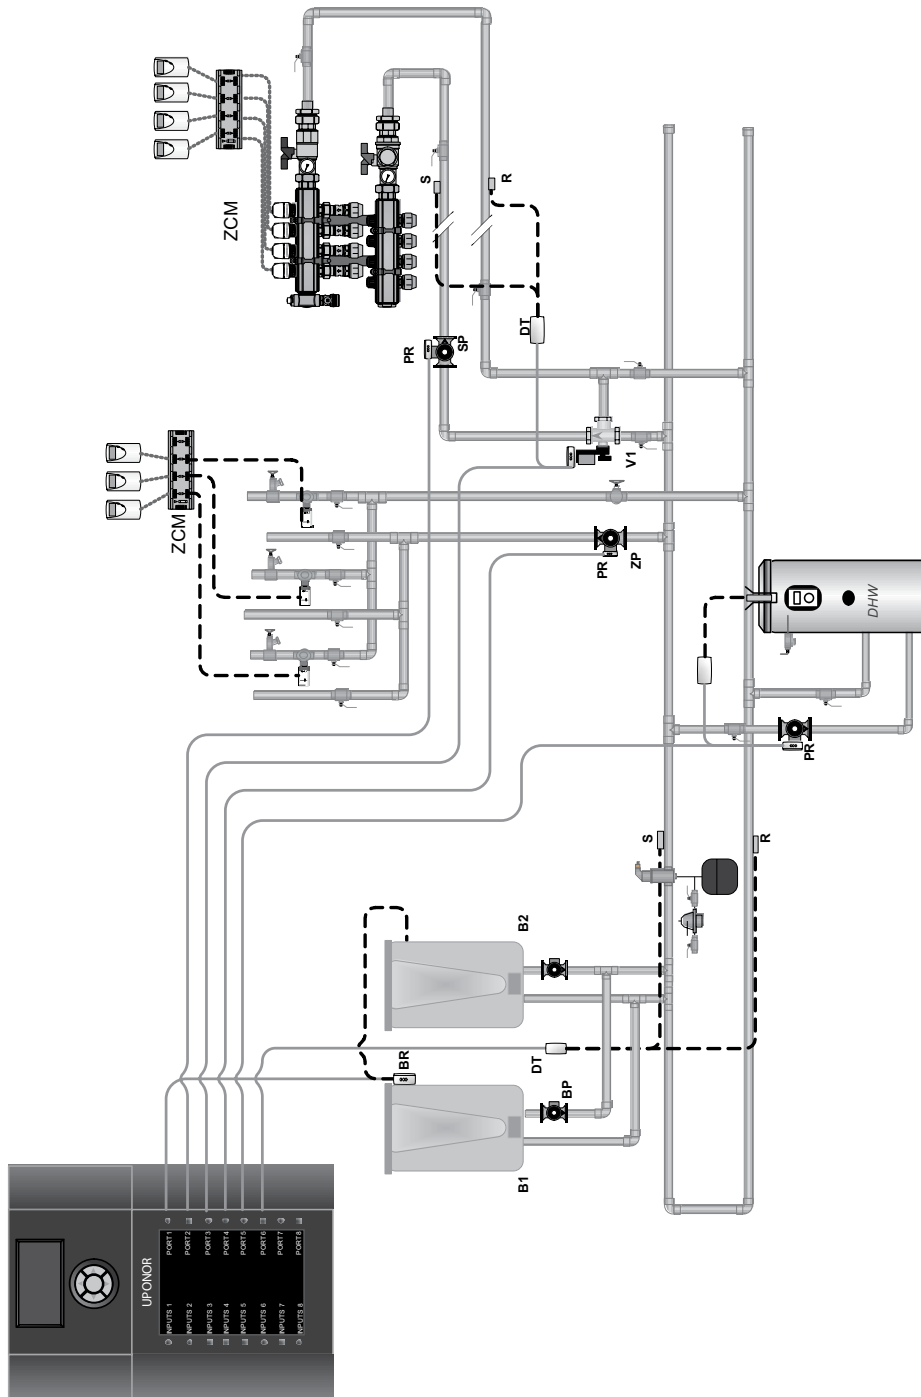 UPONOR
INPUTS 1 PORT1
INPUTS 2 PORT2
INPUTS 3 PORT3
INPUTS 4 PORT4
INPUTS 5 PORT5
INPUTS 6 PORT6
INPUTS 7 PORT7
INPUTS 8 PORT8
ZCM
ZCM
BR
PR
S
SP
R
B1
B2
DT
DT
BP
PR
V1
ZP
S
R
PR
DHW